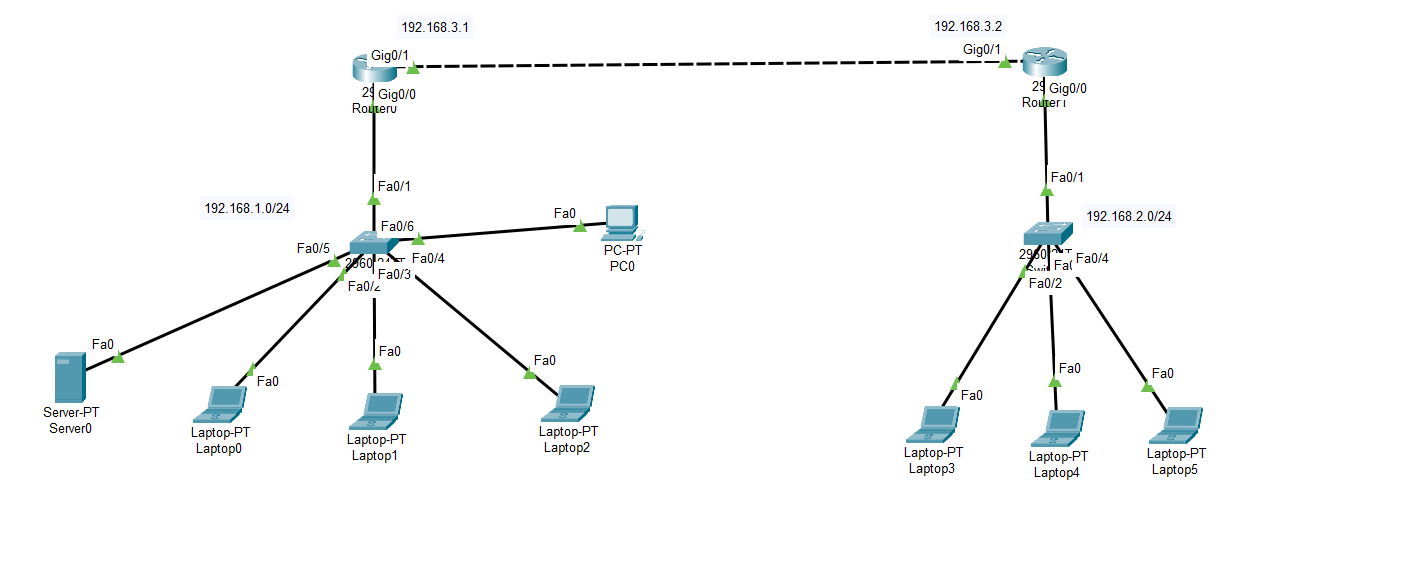 192.168.3.1
192.168.3.2
Gig0/1
Gig0/1
Gig0/0
Router0
Gig0/0
Fa0/1
Fa0/1
192.168.1.0/24
192.168.2.0/24
Fa0
Fa0/6
Fa0/5
Fa0/4
PC-PT
PC0
Fa0/4
Fa0/3
Fa0/2
Fa0/2
Fa0
Fa0
Fa0
Fa0
Fa0
Fa0
Fa0
Server-PT
Server0
Laptop-PT
Laptop0
Laptop-PT
Laptop1
Laptop-PT
Laptop2
Laptop-PT
Laptop3
Laptop-PT
Laptop4
Laptop-PT
Laptop5